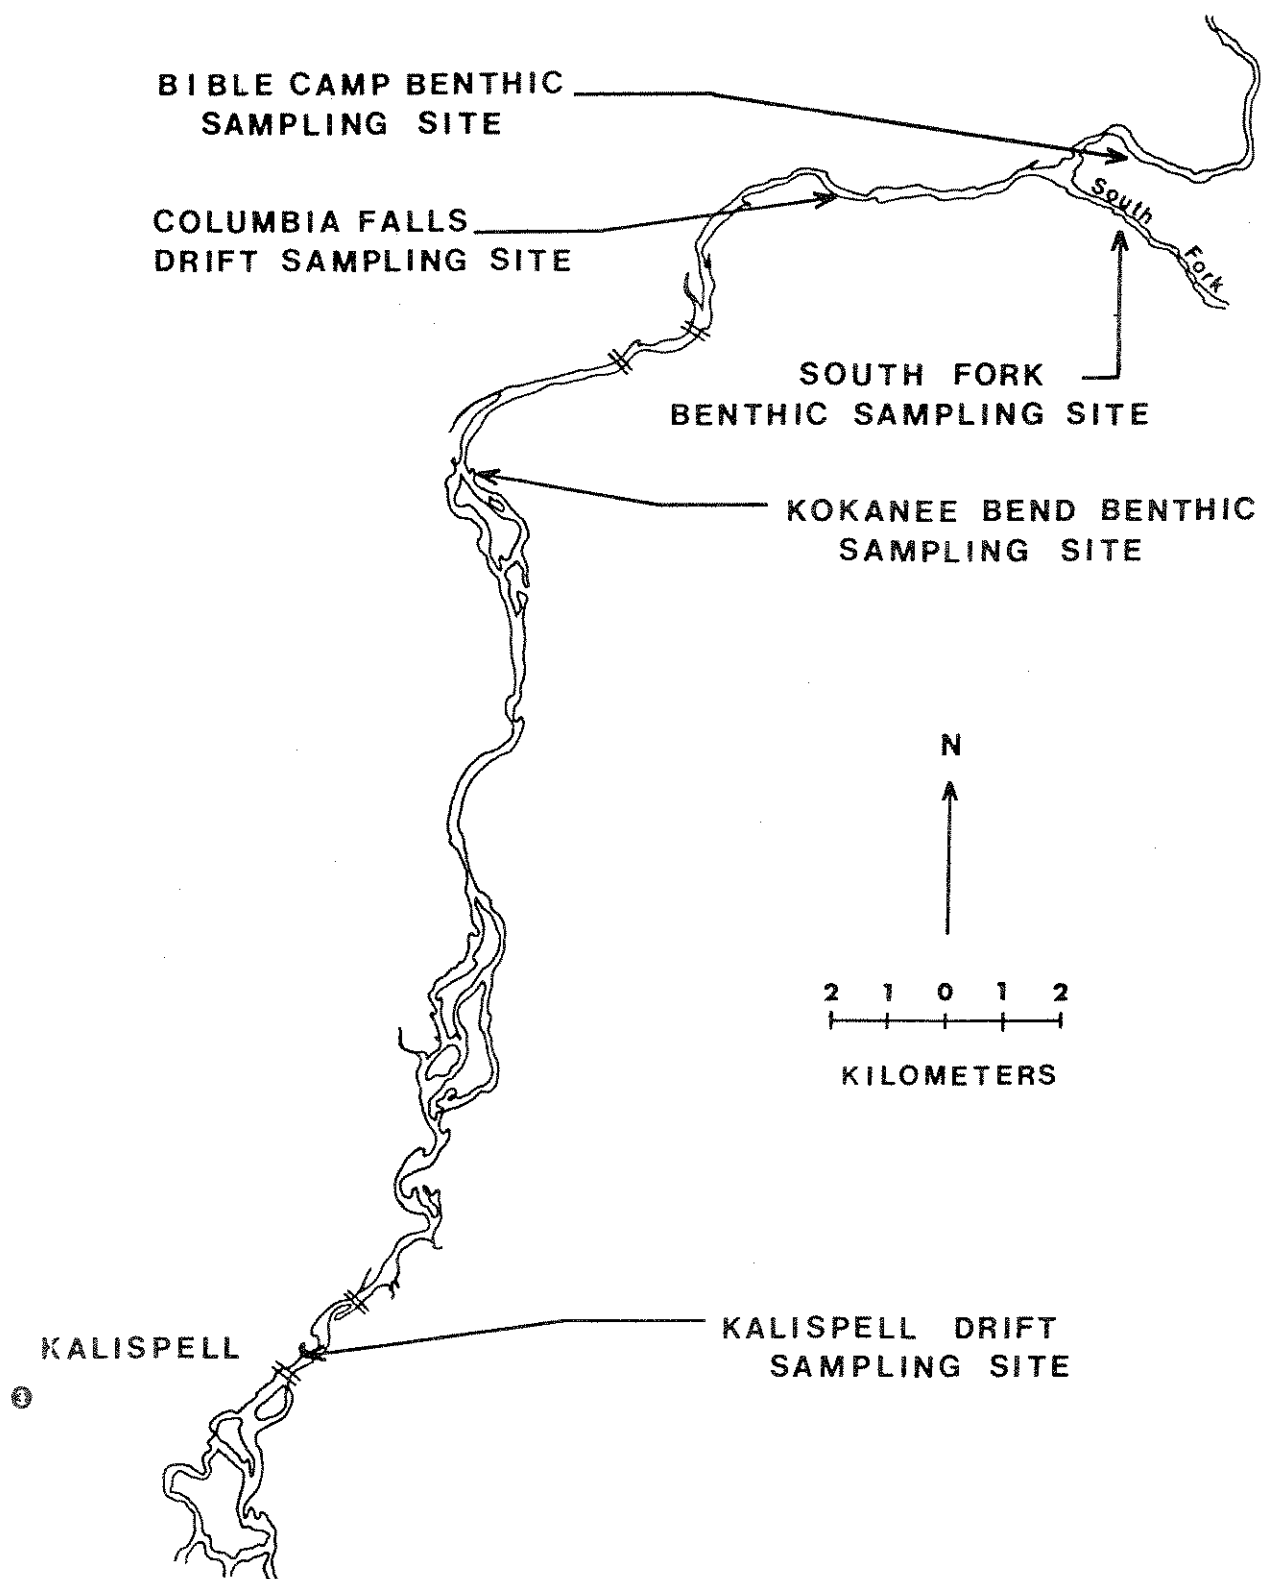 BIBLE CAMP BENTHIC
SAMPLING SITE
COLUMBIA FALLS
DRIFT SAMPLING SITE
South
Fork
SOUTH FORK
BENTHIC SAMPLING SITE
KOKANEE BEND BENTHIC
SAMPLING SITE
N
2 1 0 1 2
KILOMETERS
KALISPELL
KALISPELL DRIFT
SAMPLING SITE
3